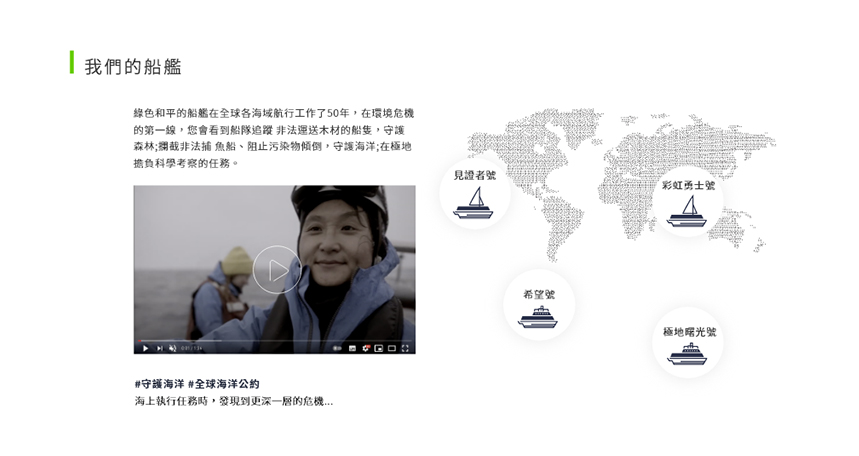 我們的船艦
綠色和平的船艦在全球各海域航行工作了50年，在環境危機
的第一線，您會看到船隊追蹤 非法運送木材的船隻，守護
森林;攔截非法捕 魚船、阻止污染物傾倒，守護海洋;在極地
擔負科學考察的任務。
#守護海洋 #全球海洋公約
海上執行任務時，發現到更深一層的危機...
見證者號
彩虹勇士號
希望號
極地曙光號